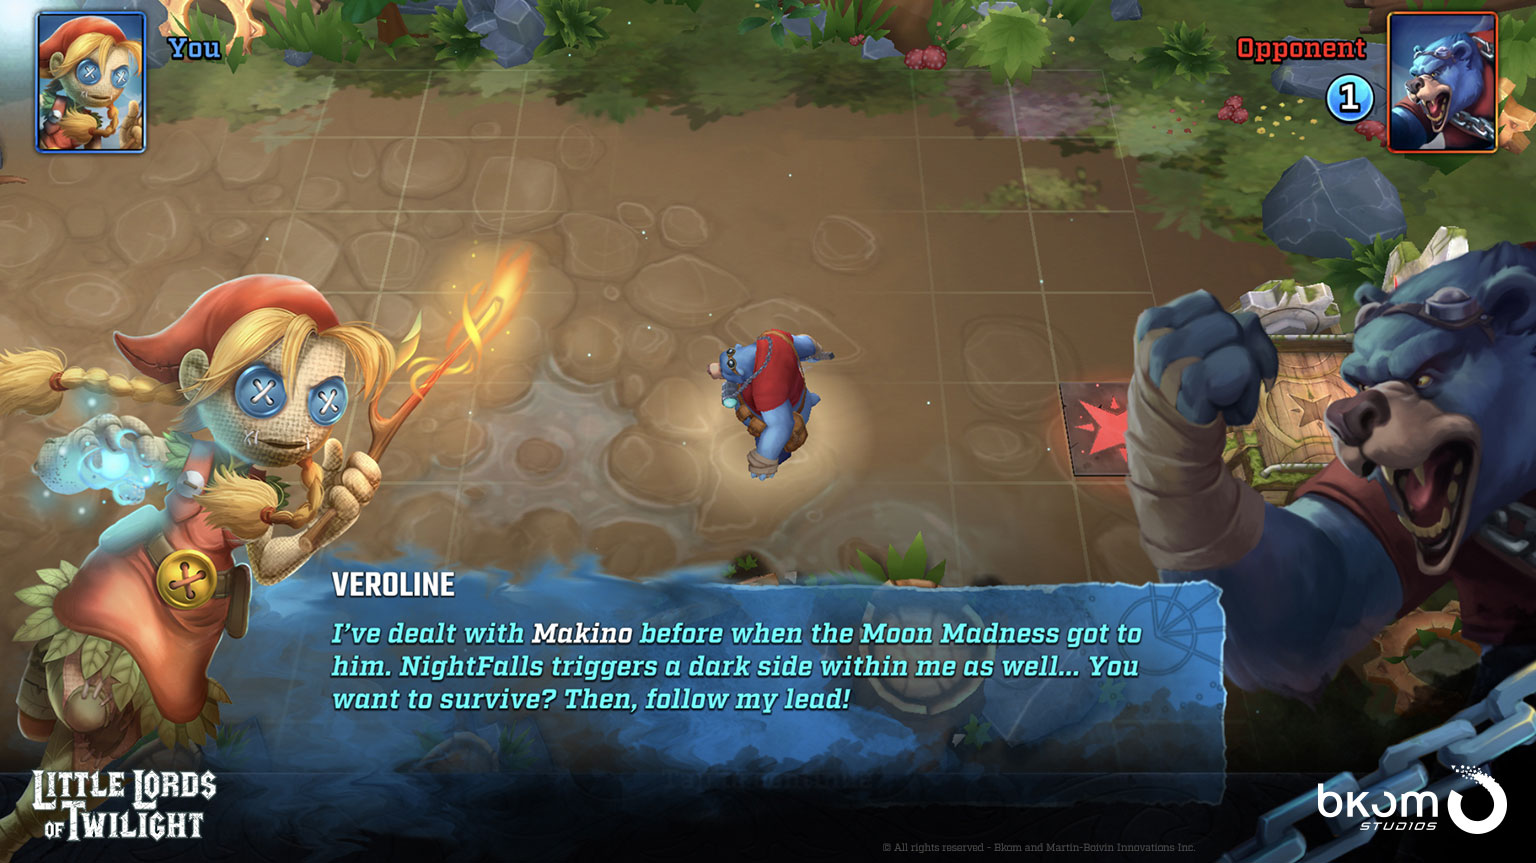 You
Opponent
1
VEROLINE
I've dealt with Makino before when the Moon Madness got to
him. NightFalls triggers a dark side within me as well... You
want to survive? Then, follow my lead!
LITTLE LORDS
OF TWILIGHT
bkom
STUDIOS
© All rights reserved - Bkom and Martin-Boivin Innovations Inc.